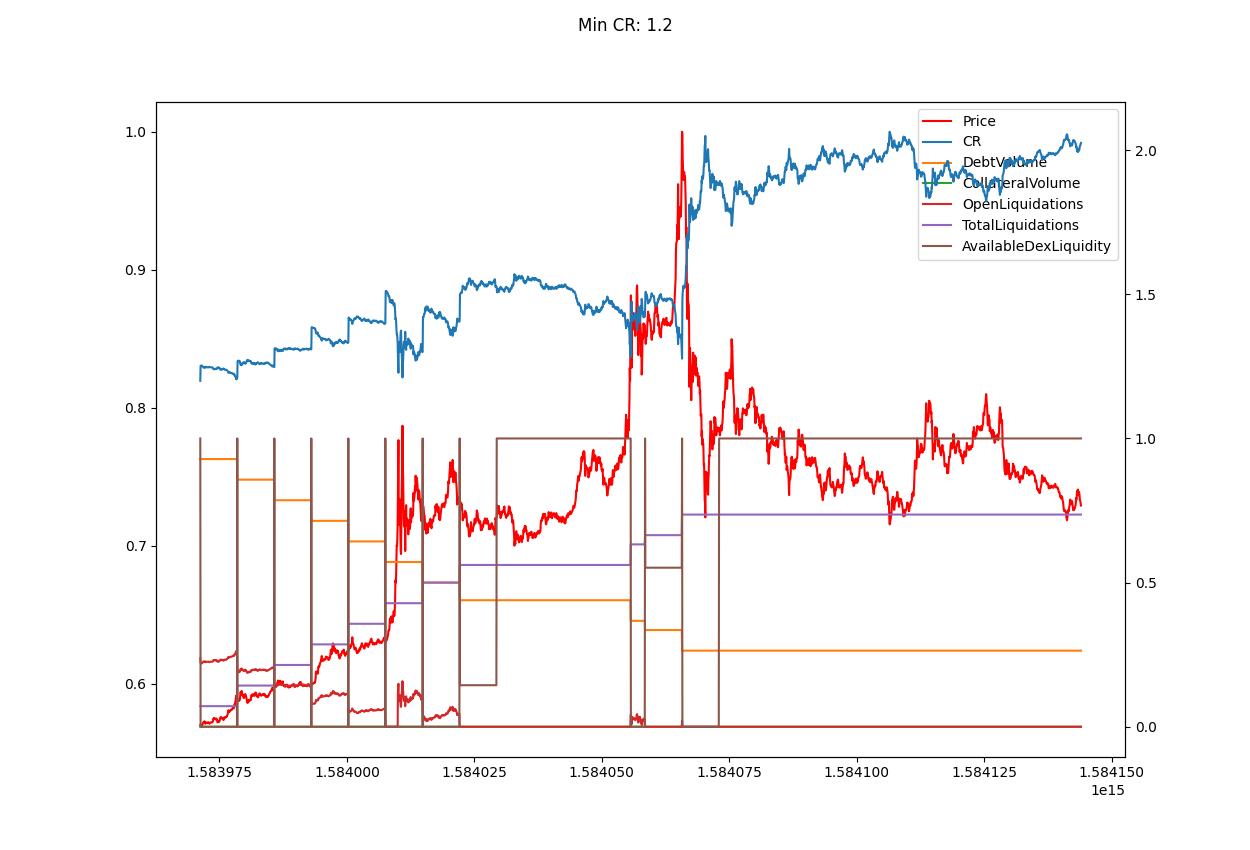 Min CR: 1.2
1.0
0.9
0.8
0.7
0.6
2.0
1.5
1.0
0.5
0.0
Price
CR
DebtVolume
CollateralVolume
OpenLiquidations
TotalLiquidations
AvailableDexLiquidity
1.583975 1.584000 1.584025 1.584050 1.584075 1.584100 1.584125 1.584150
1e15